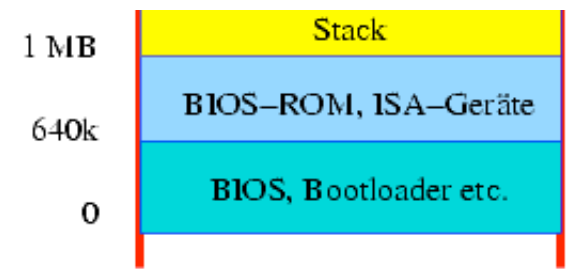 Stack
1 MB
BIOS–ROM, ISA–Geräte
640k
BIOS, Bootloader etc.
0